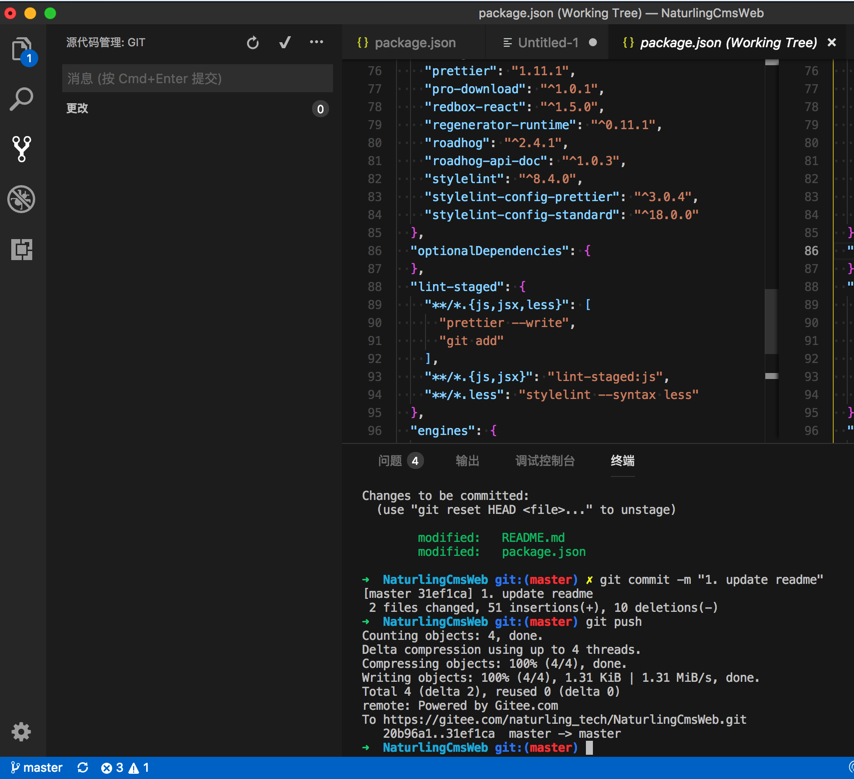 package.json (Working Tree) — NaturlingCmsWeb
1
源代码管理: GIT
消息 (按 Cmd+Enter 提交)
更改
0
{ } package.json
Untitled-1
{ } package.json (Working Tree)
76 "prettier": "1.11.1",
77 "pro-download": "^1.0.1",
78 "redbox-react": "^1.5.0",
79 "regenerator-runtime": "^0.11.1",
80 "roadhog": "^2.4.1",
81 "roadhog-api-doc": "^1.0.3",
82 "stylelint": "^8.4.0",
83 "stylelint-config-prettier": "^3.0.4",
84 "stylelint-config-standard": "^18.0.0"
85 },
86 "optionalDependencies": {
87 },
88 "lint-staged": {
89 "**/*.{js,jsx,less}": [
90 "prettier --write",
91 "git add"
92 ],
93 "**/*.{js,jsx}": "lint-staged:js",
94 "**/*.less": "stylelint --syntax less"
95 },
96 "engines": {
76
77
78
79
80
81
82
83
84
85 }
86 "
87 }
88 "
89
90
91
92
93
94
95 }
96 "
问题 4
输出
调试控制台
终端
Changes to be committed:
(use "git reset HEAD <file>..." to unstage)
modified: README.md
modified: package.json
➜ NaturlingCmsWeb git:(master) ✗ git commit -m "1. update readme"
[master 31ef1ca] 1. update readme
2 files changed, 51 insertions(+), 10 deletions(-)
➜ NaturlingCmsWeb git:(master) git push
Counting objects: 4, done.
Delta compression using up to 4 threads.
Compressing objects: 100% (4/4), done.
Writing objects: 100% (4/4), 1.31 KiB | 1.31 MiB/s, done.
Total 4 (delta 2), reused 0 (delta 0)
remote: Powered by Gitee.com
To https://gitee.com/naturling_tech/NaturlingCmsWeb.git
20b96a1..31ef1ca master -> master
➜ NaturlingCmsWeb git:(master)
master
3
1